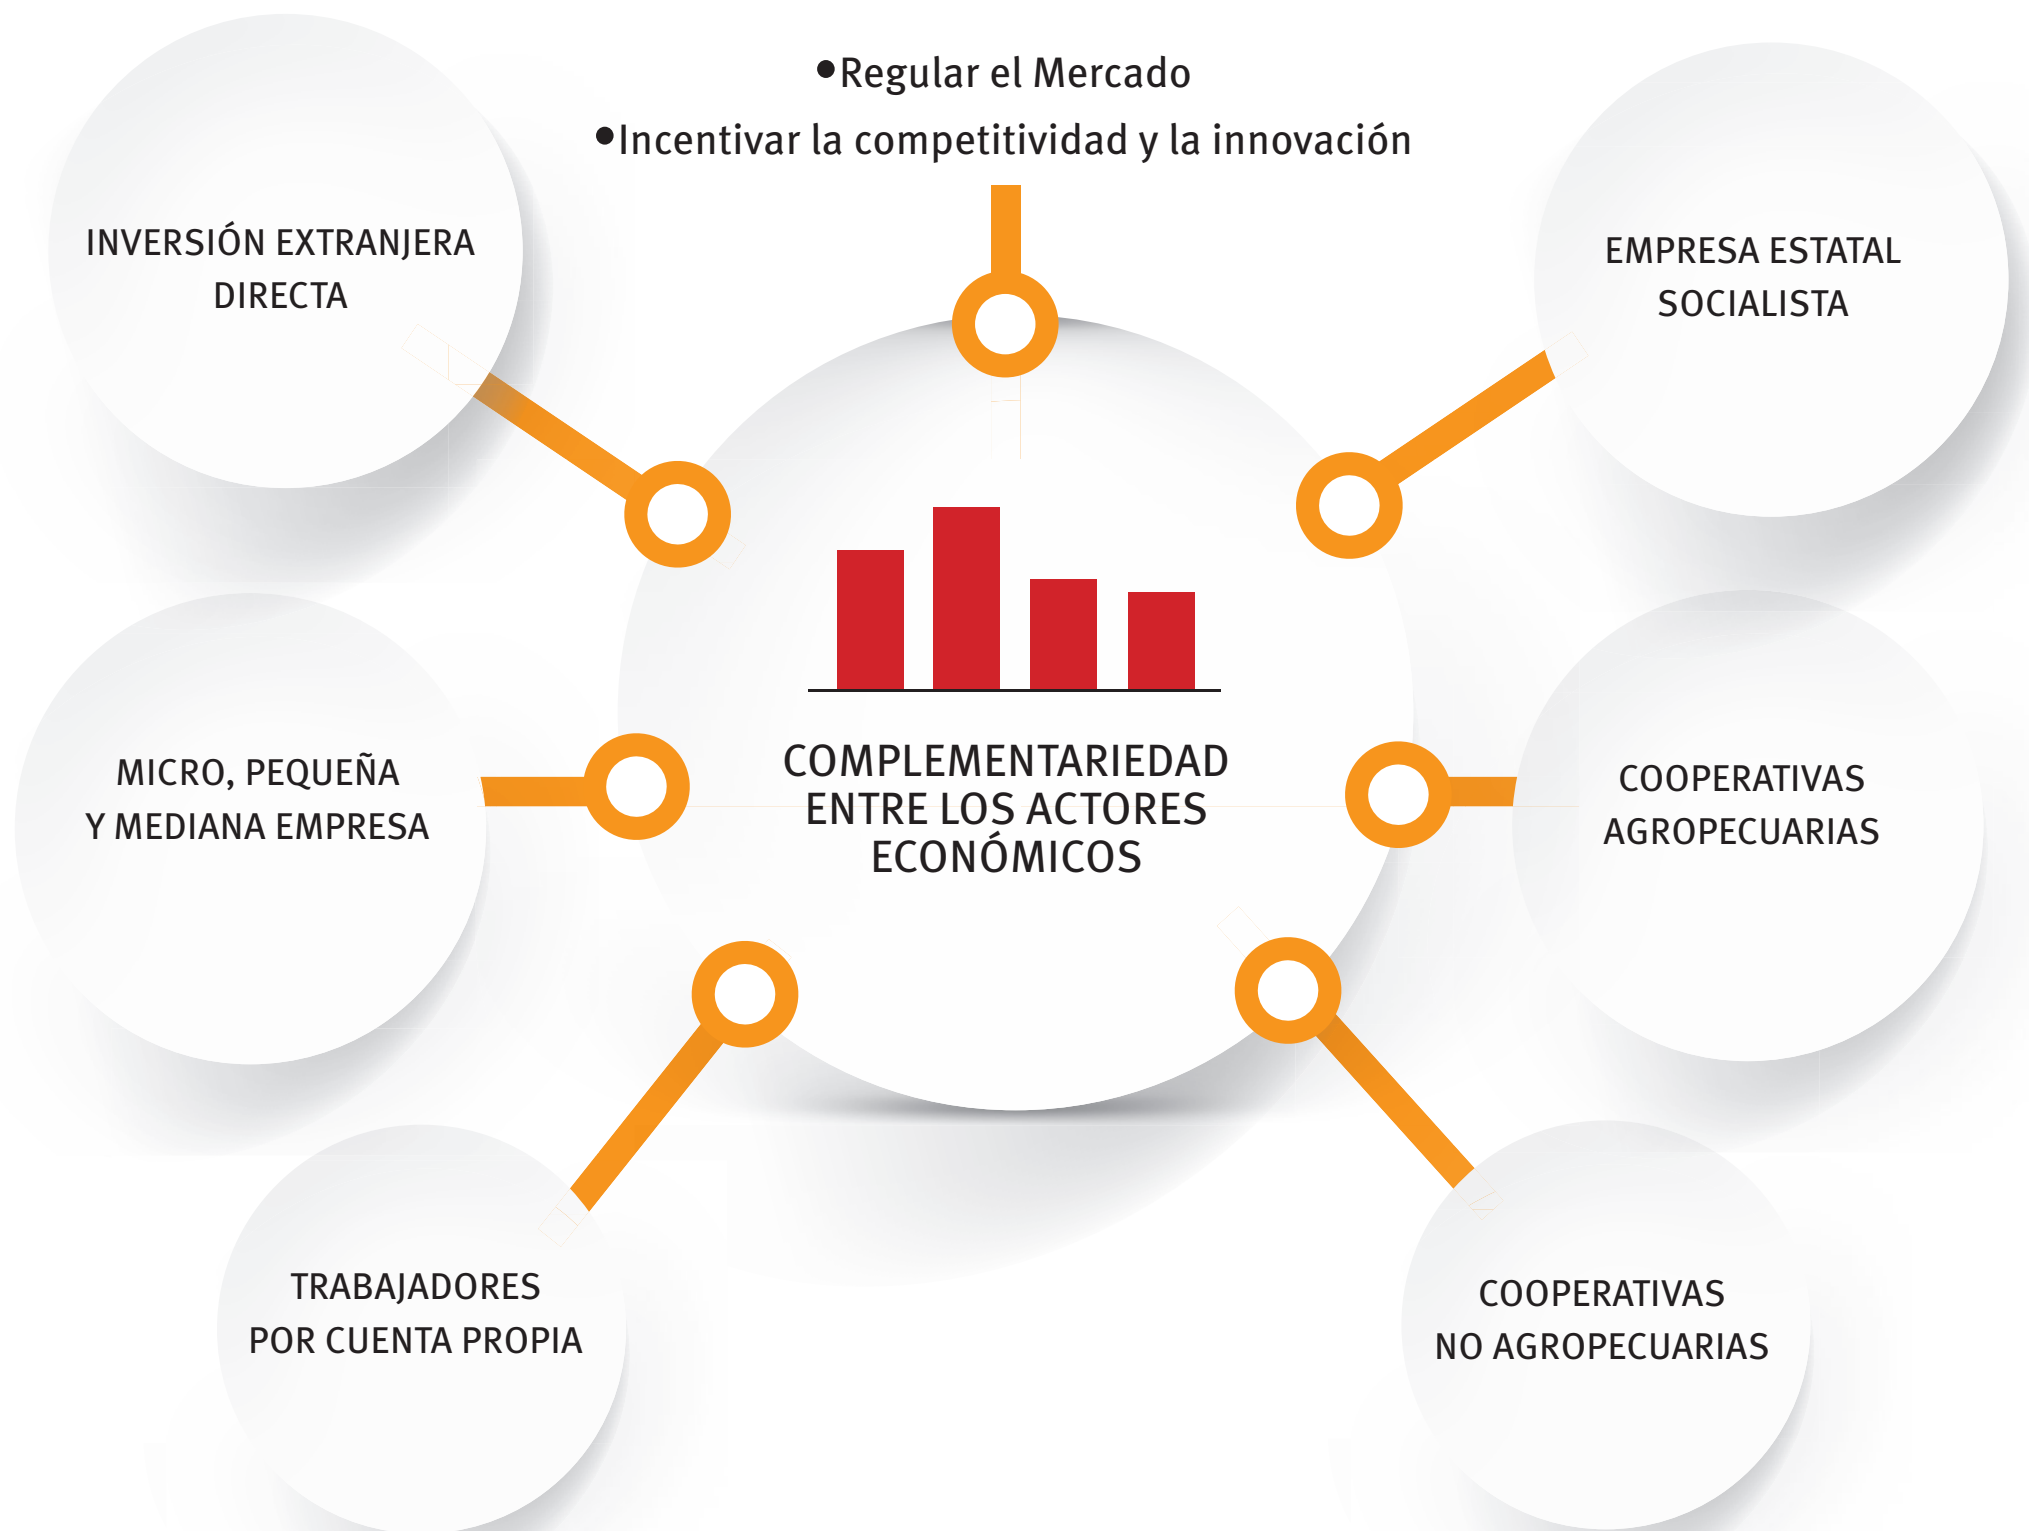 •Regular el Mercado
•Incentivar la competitividad y la innovación
INVERSIÓN EXTRANJERA
DIRECTA
EMPRESA ESTATAL
SOCIALISTA
MICRO, PEQUEÑA
Y MEDIANA EMPRESA
COMPLEMENTARIEDAD
ENTRE LOS ACTORES
ECONÓMICOS
COOPERATIVAS
AGROPECUARIAS
TRABAJADORES
POR CUENTA PROPIA
COOPERATIVAS
NO AGROPECUARIAS